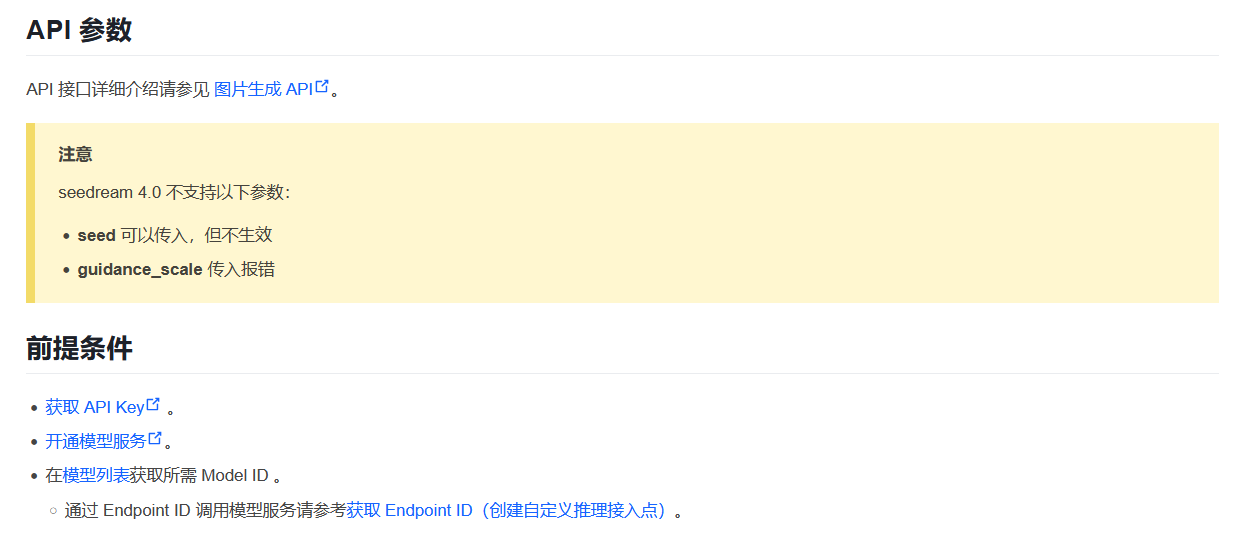 API 参数
API 接口详细介绍请参见 图片生成 API。
注意
seedream 4.0 不支持以下参数：
• seed 可以传入，但不生效
• guidance_scale 传入报错
前提条件
• 获取 API Key 。
• 开通模型服务。
• 在模型列表获取所需 Model ID 。
○ 通过 Endpoint ID 调用模型服务请参考获取 Endpoint ID（创建自定义推理接入点）。